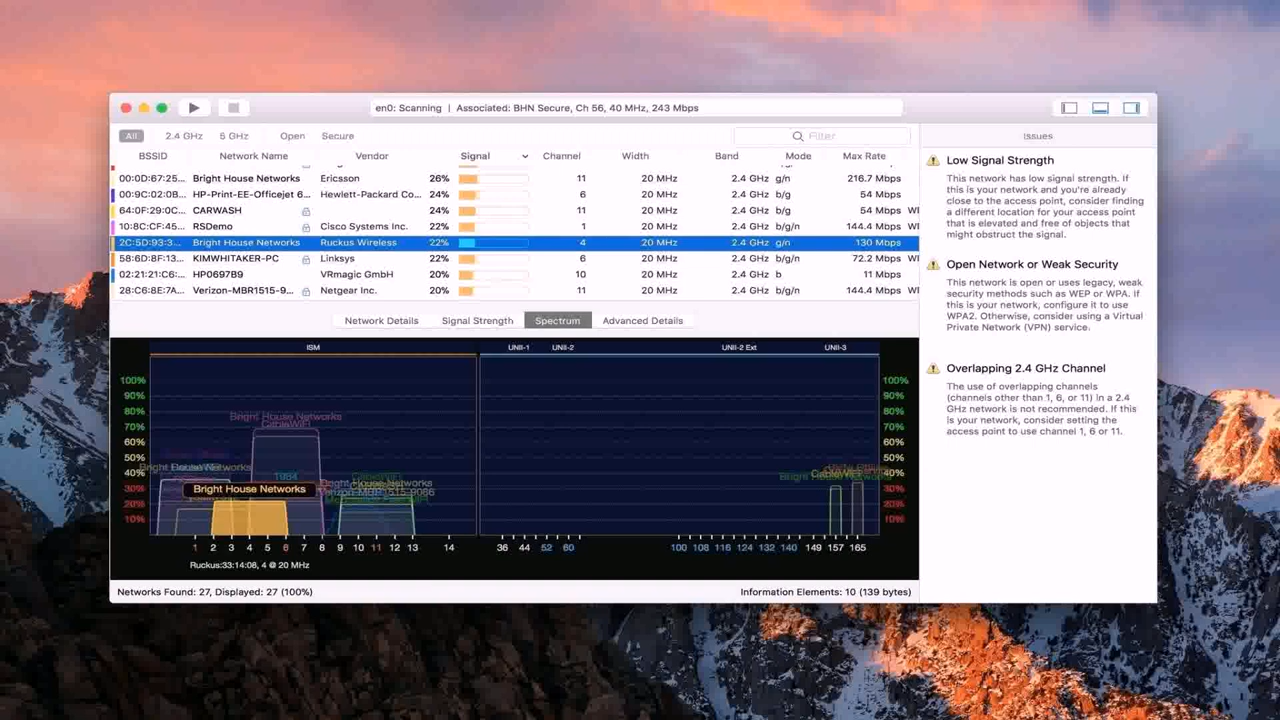 en0: Scanning | Associated: BHN Secure, Ch 56, 40 MHz, 243 Mbps
All 2.4 GHz 5 GHz Open Secure Filter
BSSID Network Name Vendor Signal Channel Width Band Mode Max Rate
00:0D:67:25... Bright House Networks Ericsson 26% 11 20 MHz 2.4 GHz g/n 216.7 Mbps
00:9C:02:0B... HP-Print-EE-Officejet 6... Hewlett-Packard Co... 24% 6 20 MHz 2.4 GHz b/g 54 Mbps
64:0F:29:0C... CARWASH 24% 11 20 MHz 2.4 GHz b/g 54 Mbps
10:8C:CF:45... RSDemo Cisco Systems Inc. 22% 1 20 MHz 2.4 GHz b/g/n 144.4 Mbps
2C:5D:93:3... Bright House Networks Ruckus Wireless 22% 4 20 MHz 2.4 GHz g/n 130 Mbps
58:6D:8F:13... KIMWHITAKER-PC Linksys 22% 6 20 MHz 2.4 GHz b/g/n 72.2 Mbps
02:21:21:C6:... HP0697B9 VRmagic GmbH 20% 10 20 MHz 2.4 GHz b 11 Mbps
28:C6:8E:7A... Verizon-MBR1515-9... Netgear Inc. 20% 11 20 MHz 2.4 GHz b/g/n 144.4 Mbps
Network Details Signal Strength Spectrum Advanced Details
ISM UNII-1 UNII-2 UNII-2 Ext UNII-3
100% 100%
90% 90%
80% 80%
Bright House Networks
CableWiFi
70% 70%
60% 60%
50% 50%
40% 40%
1984
30% 30%
Bright House Networks
20% 20%
10% 10%
1 2 3 4 5 6 7 8 9 10 11 12 13 14 36 44 52 60 100 108 116 124 132 140 149 157 165
Ruckus:33:14:08, 4 @ 20 MHz
Networks Found: 27, Displayed: 27 (100%) Information Elements: 10 (139 bytes)
Issues
Low Signal Strength
This network has low signal strength. If
this is your network and you're already
close to the access point, consider finding
a different location for your access point
that is elevated and free of objects that
might obstruct the signal.
Open Network or Weak Security
This network is open or uses legacy, weak
security methods such as WEP or WPA. If
this is your network, configure it to use
WPA2. Otherwise, consider using a Virtual
Private Network (VPN) service.
Overlapping 2.4 GHz Channel
The use of overlapping channels
(channels other than 1, 6, or 11) in a 2.4
GHz network is not recommended. If this
is your network, consider setting the
access point to use channel 1, 6 or 11.